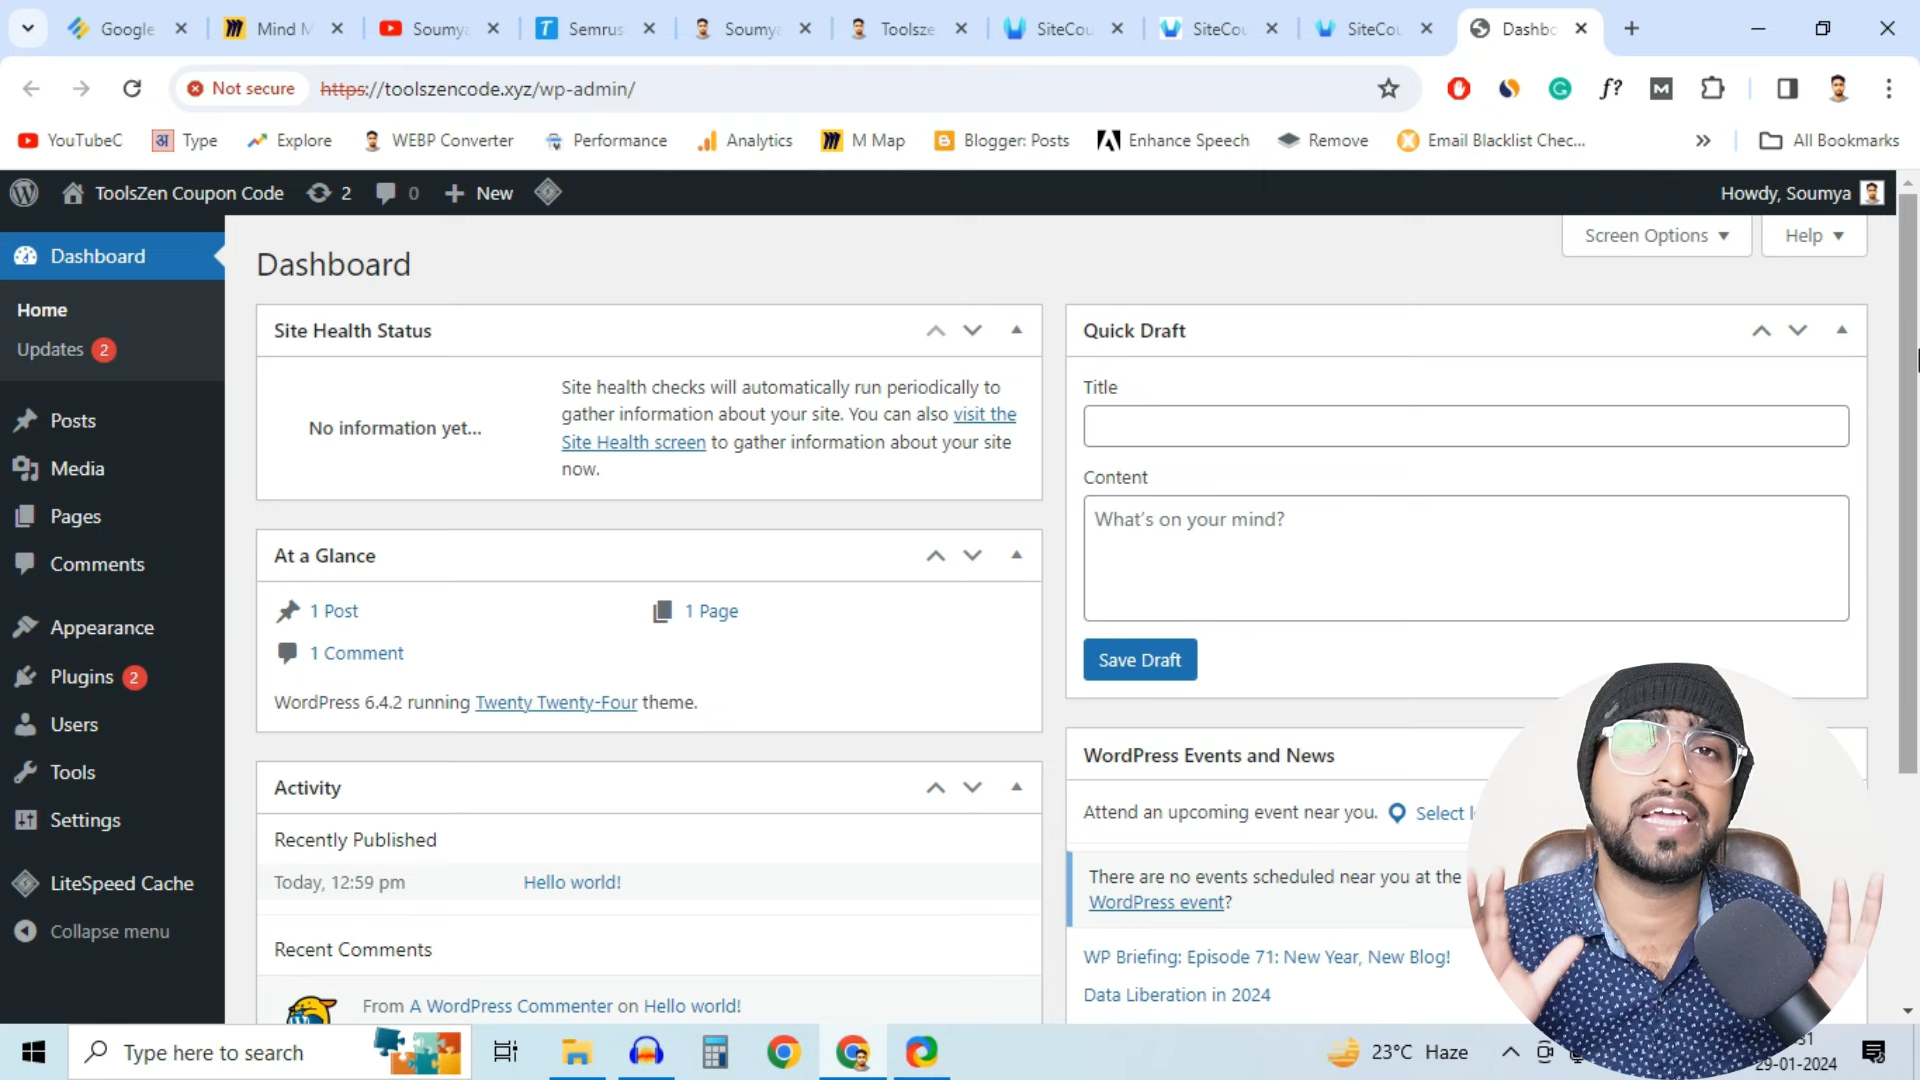 Google
Mind M
Soumy
Semrus
Soumy
Toolsze
SiteCou
SiteCou
SiteCou
Dashbo
Not secure
https://toolszencode.xyz/wp-admin/
YouTubeC
Type
Explore
WEBP Converter
Performance
Analytics
M Map
Blogger: Posts
Enhance Speech
Remove
Email Blacklist Chec...
All Bookmarks
ToolsZen Coupon Code
2
0
New
Howdy, Soumya
Dashboard
Home
Updates 2
Posts
Media
Pages
Comments
Appearance
Plugins 2
Users
Tools
Settings
LiteSpeed Cache
Collapse menu
Screen Options
Help
Dashboard
Site Health Status
No information yet...
Site health checks will automatically run periodically to
gather information about your site. You can also visit the
Site Health screen to gather information about your site
now.
At a Glance
1 Post
1 Page
1 Comment
WordPress 6.4.2 running Twenty Twenty-Four theme.
Activity
Recently Published
Today, 12:59 pm
Hello world!
Recent Comments
From A WordPress Commenter on Hello world!
Quick Draft
Title
Content
What's on your mind?
Save Draft
WordPress Events and News
Attend an upcoming event near you.
Select l
There are no events scheduled near you at the
WordPress event?
WP Briefing: Episode 71: New Year, New Blog!
Data Liberation in 2024
Type here to search
23°C Haze
29-01-2024